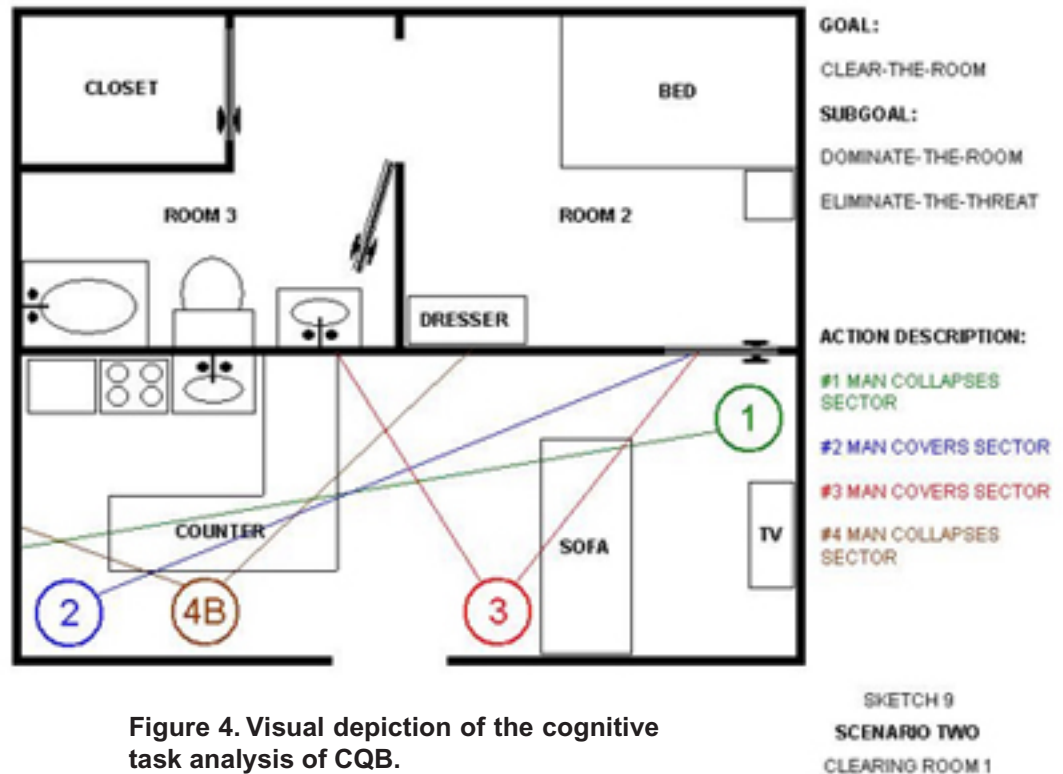 CLOSET
BED
ROOM 3
ROOM 2
DRESSER
1
COUNTER
SOFA
TV
2
4B
3
GOAL:
CLEAR-THE-ROOM
SUBGOAL:
DOMINATE-THE-ROOM
ELIMINATE-THE-THREAT
ACTION DESCRIPTION:
#1 MAN COLLAPSES
SECTOR
#2 MAN COVERS SECTOR
#3 MAN COVERS SECTOR
#4 MAN COLLAPSES
SECTOR
SKETCH 9
SCENARIO TWO
CLEARING ROOM 1
Figure 4. Visual depiction of the cognitive
task analysis of CQB.